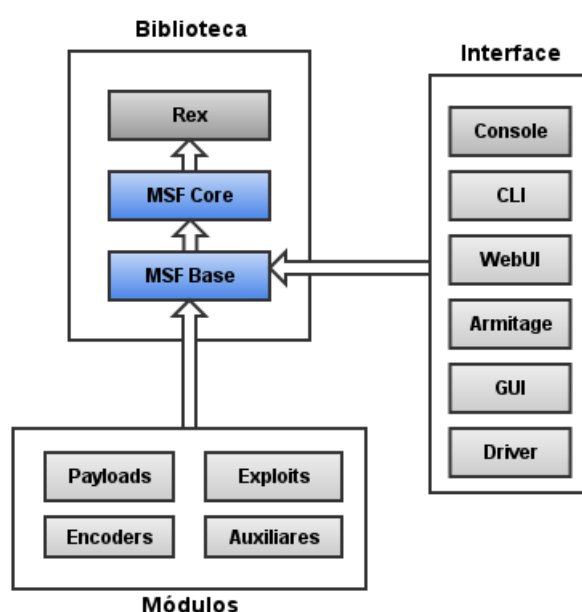 Biblioteca
Rex
MSF Core
MSF Base
Interface
Console
CLI
WebUI
Armitage
GUI
Driver
Payloads
Exploits
Encoders
Auxiliares
Módulos